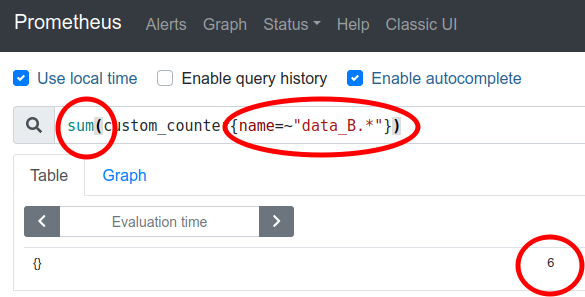 Prometheus Alerts Graph Status Help Classic UI
Use local time Enable query history Enable autocomplete
sum(custom_counter{name=~"data_B.*"})
Table Graph
Evaluation time
{} 6